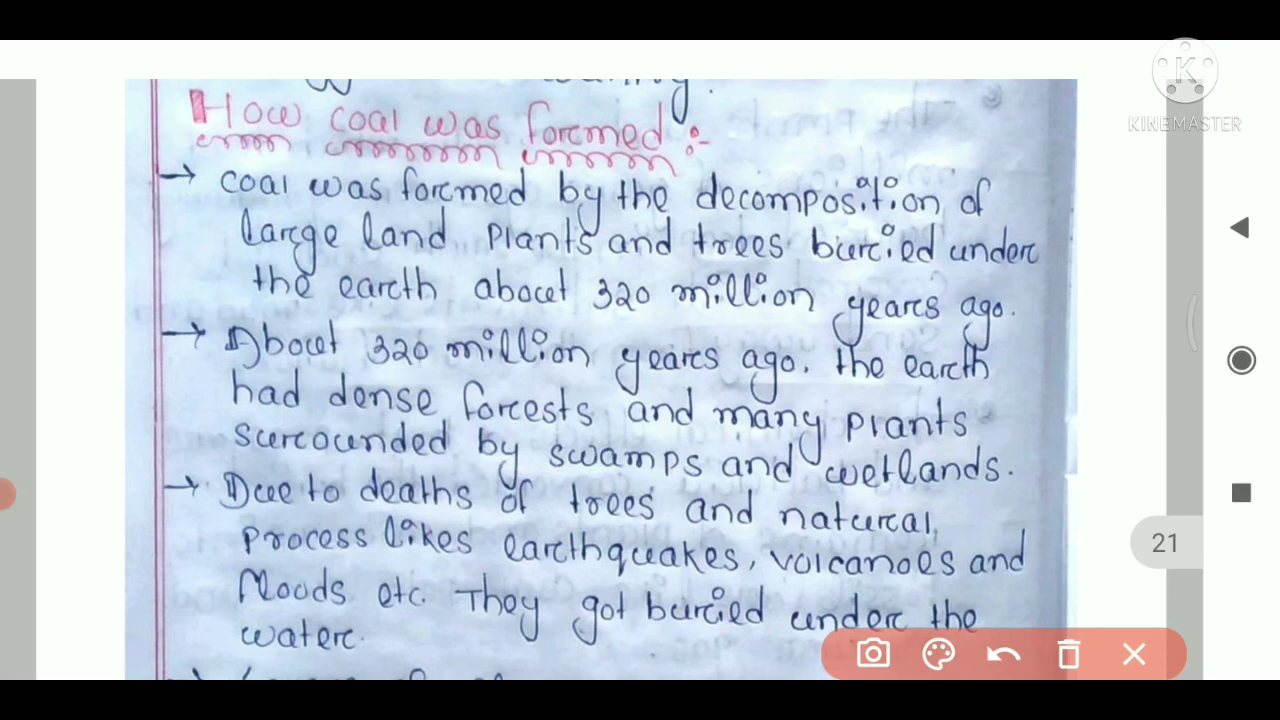 How coal was formed :-
KINEMASTER
→ coal was formed by the decomposition of
large land plants and trees buried under
the earth about 320 million years ago.
→ About 320 million years ago. the earth
had dense forests and many plants
surrounded by swamps and wetlands.
→ Due to deaths of trees and natural
process likes earthquakes, volcanoes and
floods etc. They got buried under the
water.
21